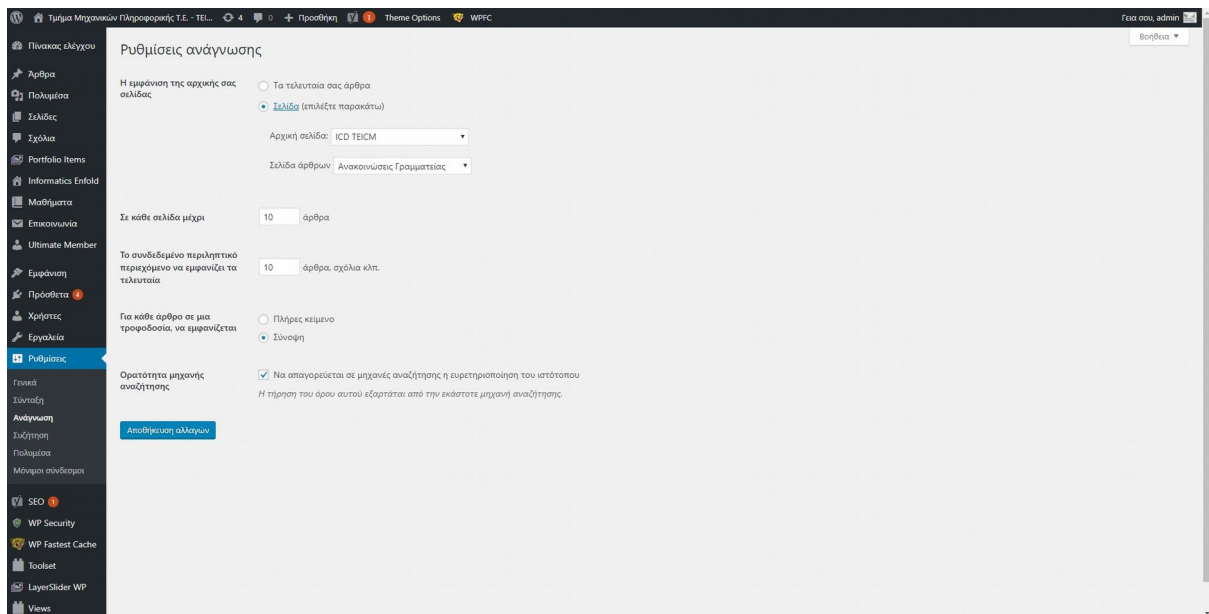 Τμήμα Μηχανικών Πληροφορικής Τ.Ε. - ΤΕΙ... 4 0 Προσθήκη 1 Theme Options WPFC Γεια σου, admin
Βοήθεια
Πίνακας ελέγχου
Άρθρα
Πολυμέσα
Σελίδες
Σχόλια
Portfolio Items
Informatics Enfold
Μαθήματα
Επικοινωνία
Ultimate Member
Εμφάνιση
Πρόσθετα 4
Χρήστες
Εργαλεία
Ρυθμίσεις
Γενικά
Σύνταξη
Ανάγνωση
Συζήτηση
Πολυμέσα
Μόνιμοι σύνδεσμοι
SEO 1
WP Security
WP Fastest Cache
Toolset
LayerSlider WP
Views
Ρυθμίσεις ανάγνωσης
Η εμφάνιση της αρχικής σας
σελίδας
Τα τελευταία σας άρθρα
Σελίδα (επιλέξτε παρακάτω)
Αρχική σελίδα: ICD TEICM
Σελίδα άρθρων Ανακοινώσεις Γραμματείας
Σε κάθε σελίδα μέχρι 10 άρθρα
Το συνδεδεμένο περιληπτικό
περιεχόμενο να εμφανίζει τα
τελευταία
10 άρθρα, σχόλια κλπ.
Για κάθε άρθρο σε μια
τροφοδοσία, να εμφανίζεται
Πλήρες κείμενο
Σύνοψη
Ορατότητα μηχανής
αναζήτησης
Να απαγορεύεται σε μηχανές αναζήτησης η ευρετηριοποίηση του ιστότοπου
Η τήρηση του όρου αυτού εξαρτάται από την εκάστοτε μηχανή αναζήτησης.
Αποθήκευση αλλαγών